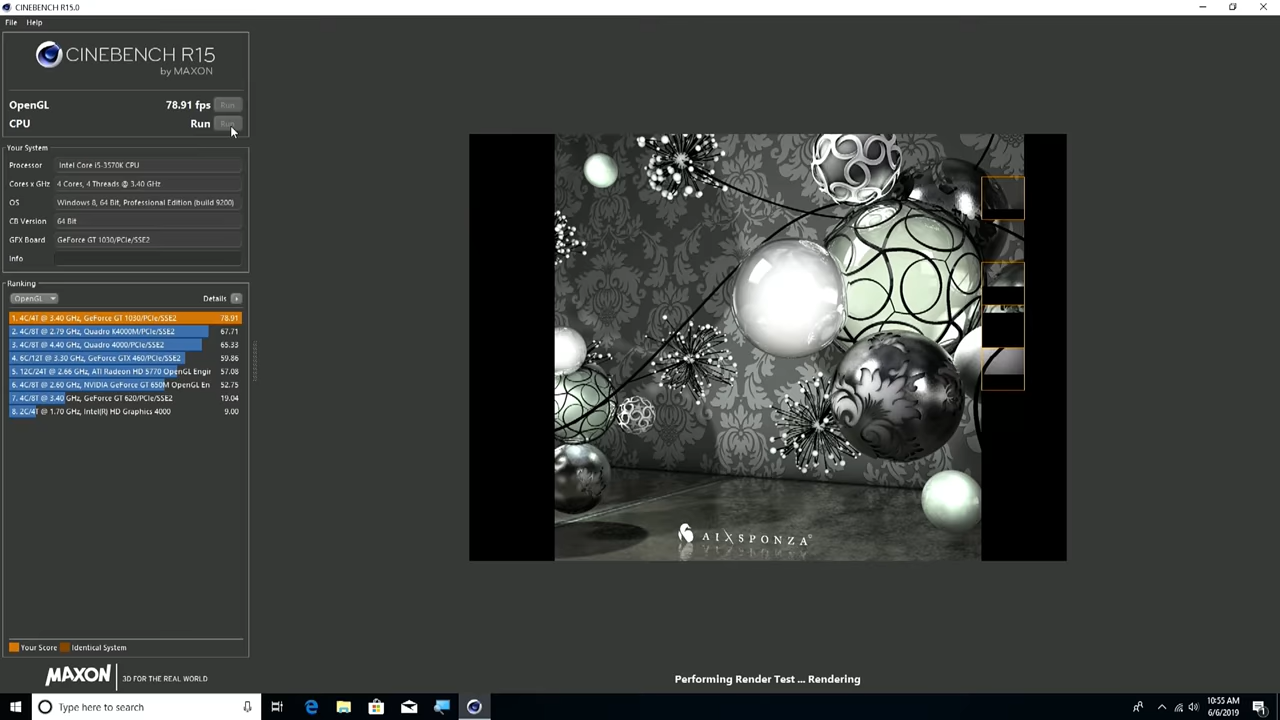 CINEBENCH R15.0
File Help
CINEBENCH R15
by MAXON
OpenGL 78.91 fps Run
CPU Run Run
Your System
Processor Intel Core i5-3570K CPU
Cores x GHz 4 Cores, 4 Threads @ 3.40 GHz
OS Windows 8, 64 Bit, Professional Edition (build 9200)
CB Version 64 Bit
GFX Board GeForce GT 1030/PCIe/SSE2
Info
Ranking
OpenGL Details
1. 4C/4T @ 3.40 GHz, GeForce GT 1030/PCIe/SSE2 78.91
2. 4C/8T @ 2.79 GHz, Quadro K4000M/PCIe/SSE2 67.71
3. 4C/8T @ 4.40 GHz, Quadro 4000/PCIe/SSE2 65.33
4. 6C/12T @ 3.30 GHz, GeForce GTX 460/PCIe/SSE2 59.86
5. 12C/24T @ 2.66 GHz, ATI Radeon HD 5770 OpenGL Engir 57.08
6. 4C/8T @ 2.60 GHz, NVIDIA GeForce GT 650M OpenGL En 52.75
7. 4C/8T @ 3.40 GHz, GeForce GT 620/PCIe/SSE2 19.04
8. 2C/4T @ 1.70 GHz, Intel(R) HD Graphics 4000 9.00
AIXSPONZA®
Your Score Identical System
MAXON 3D FOR THE REAL WORLD
Performing Render Test ... Rendering
Type here to search
10:55 AM
6/6/2019
1